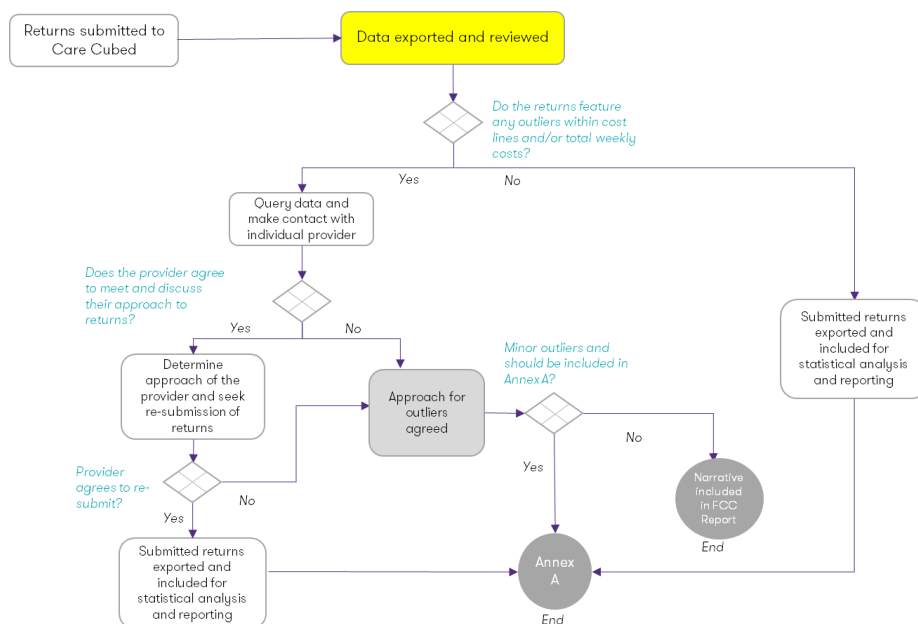 Returns submitted to
Care Cubed
Data exported and reviewed
Do the returns feature
any outliers within cost
lines and/or total weekly
costs?
Yes
No
Query data and
make contact with
individual provider
Does the provider agree
to meet and discuss
their approach to
returns?
Yes
No
Determine
approach of the
provider and seek
re-submission of
returns
Approach for
outliers
agreed
Minor outliers and
should be included in
Annex A?
Submitted returns
exported and
included for
statistical analysis
and reporting
No
Yes
Narrative
included
in FCC
Report
End
Provider
agrees to re-
submit?
No
Yes
Submitted returns
exported and
included for
statistical analysis
and reporting
Annex
A
End